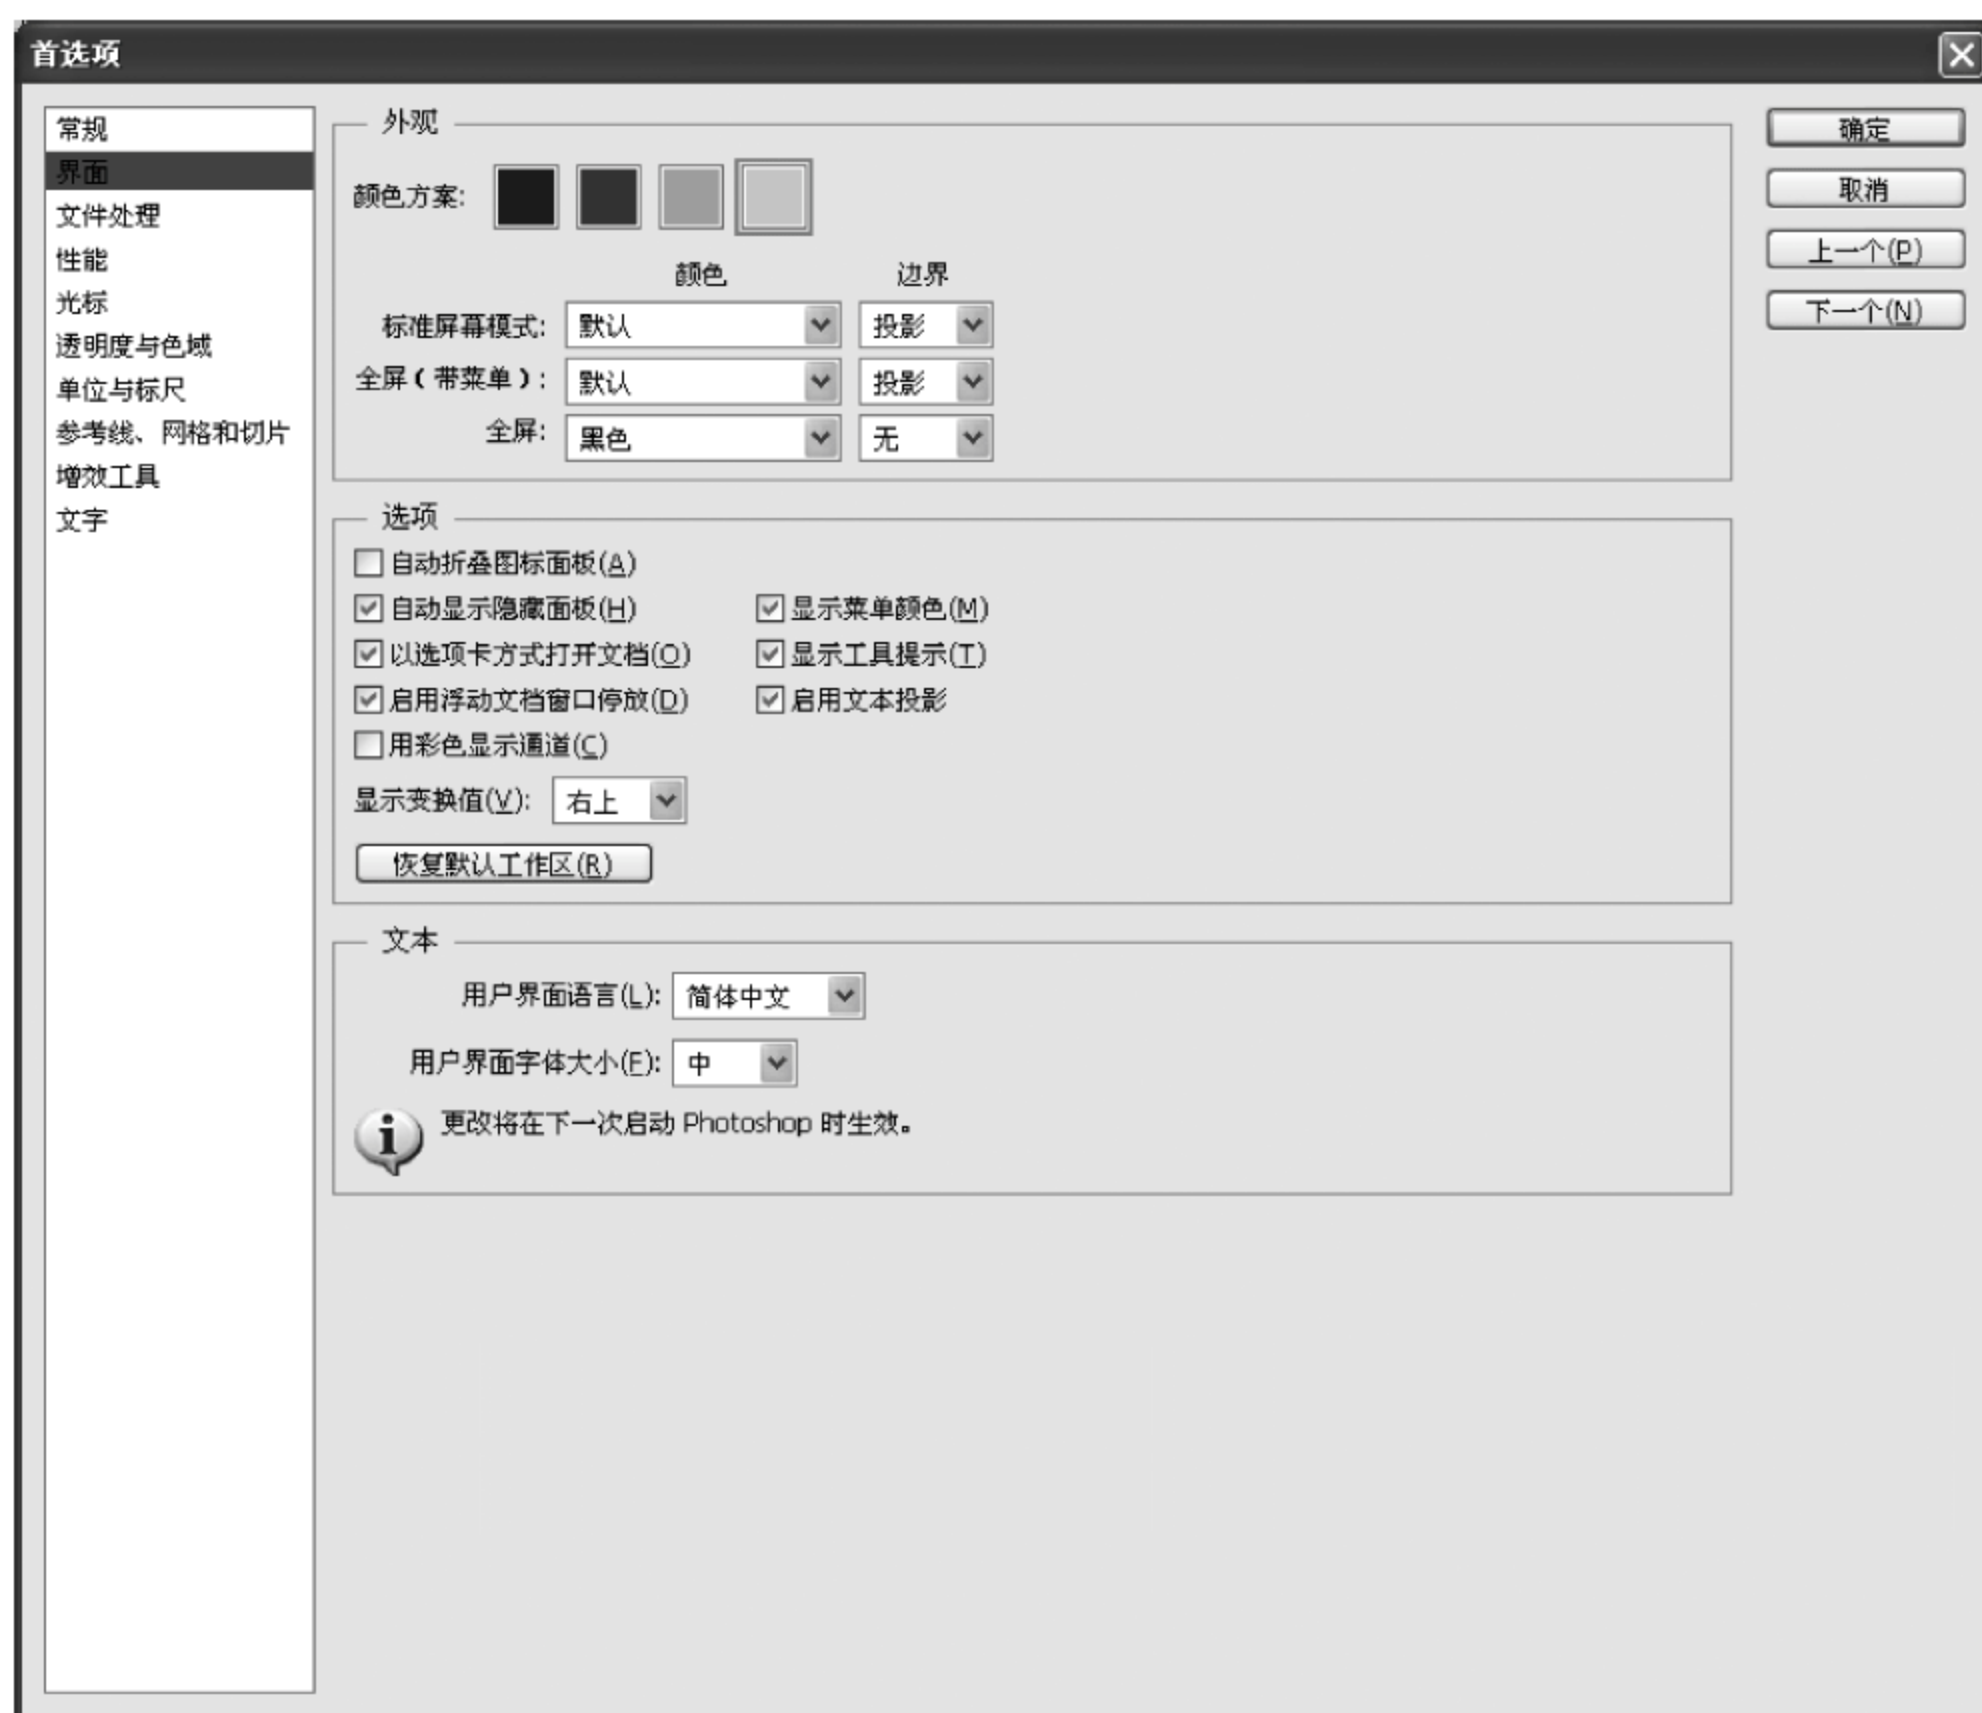 首选项
常规
界面
文件处理
性能
光标
透明度与色域
单位与标尺
参考线、网格和切片
增效工具
文字
外观
颜色方案:
颜色 边界
标准屏幕模式: 默认 投影
全屏（带菜单）: 默认 投影
全屏: 黑色 无
选项
自动折叠图标面板(A)
自动显示隐藏面板(H) 显示菜单颜色(M)
以选项卡方式打开文档(O) 显示工具提示(T)
启用浮动文档窗口停放(D) 启用文本投影
用彩色显示通道(C)
显示变换值(V): 右上
恢复默认工作区(R)
文本
用户界面语言(L): 简体中文
用户界面字体大小(F): 中
更改将在下一次启动 Photoshop 时生效。
确定
取消
上一个(P)
下一个(N)